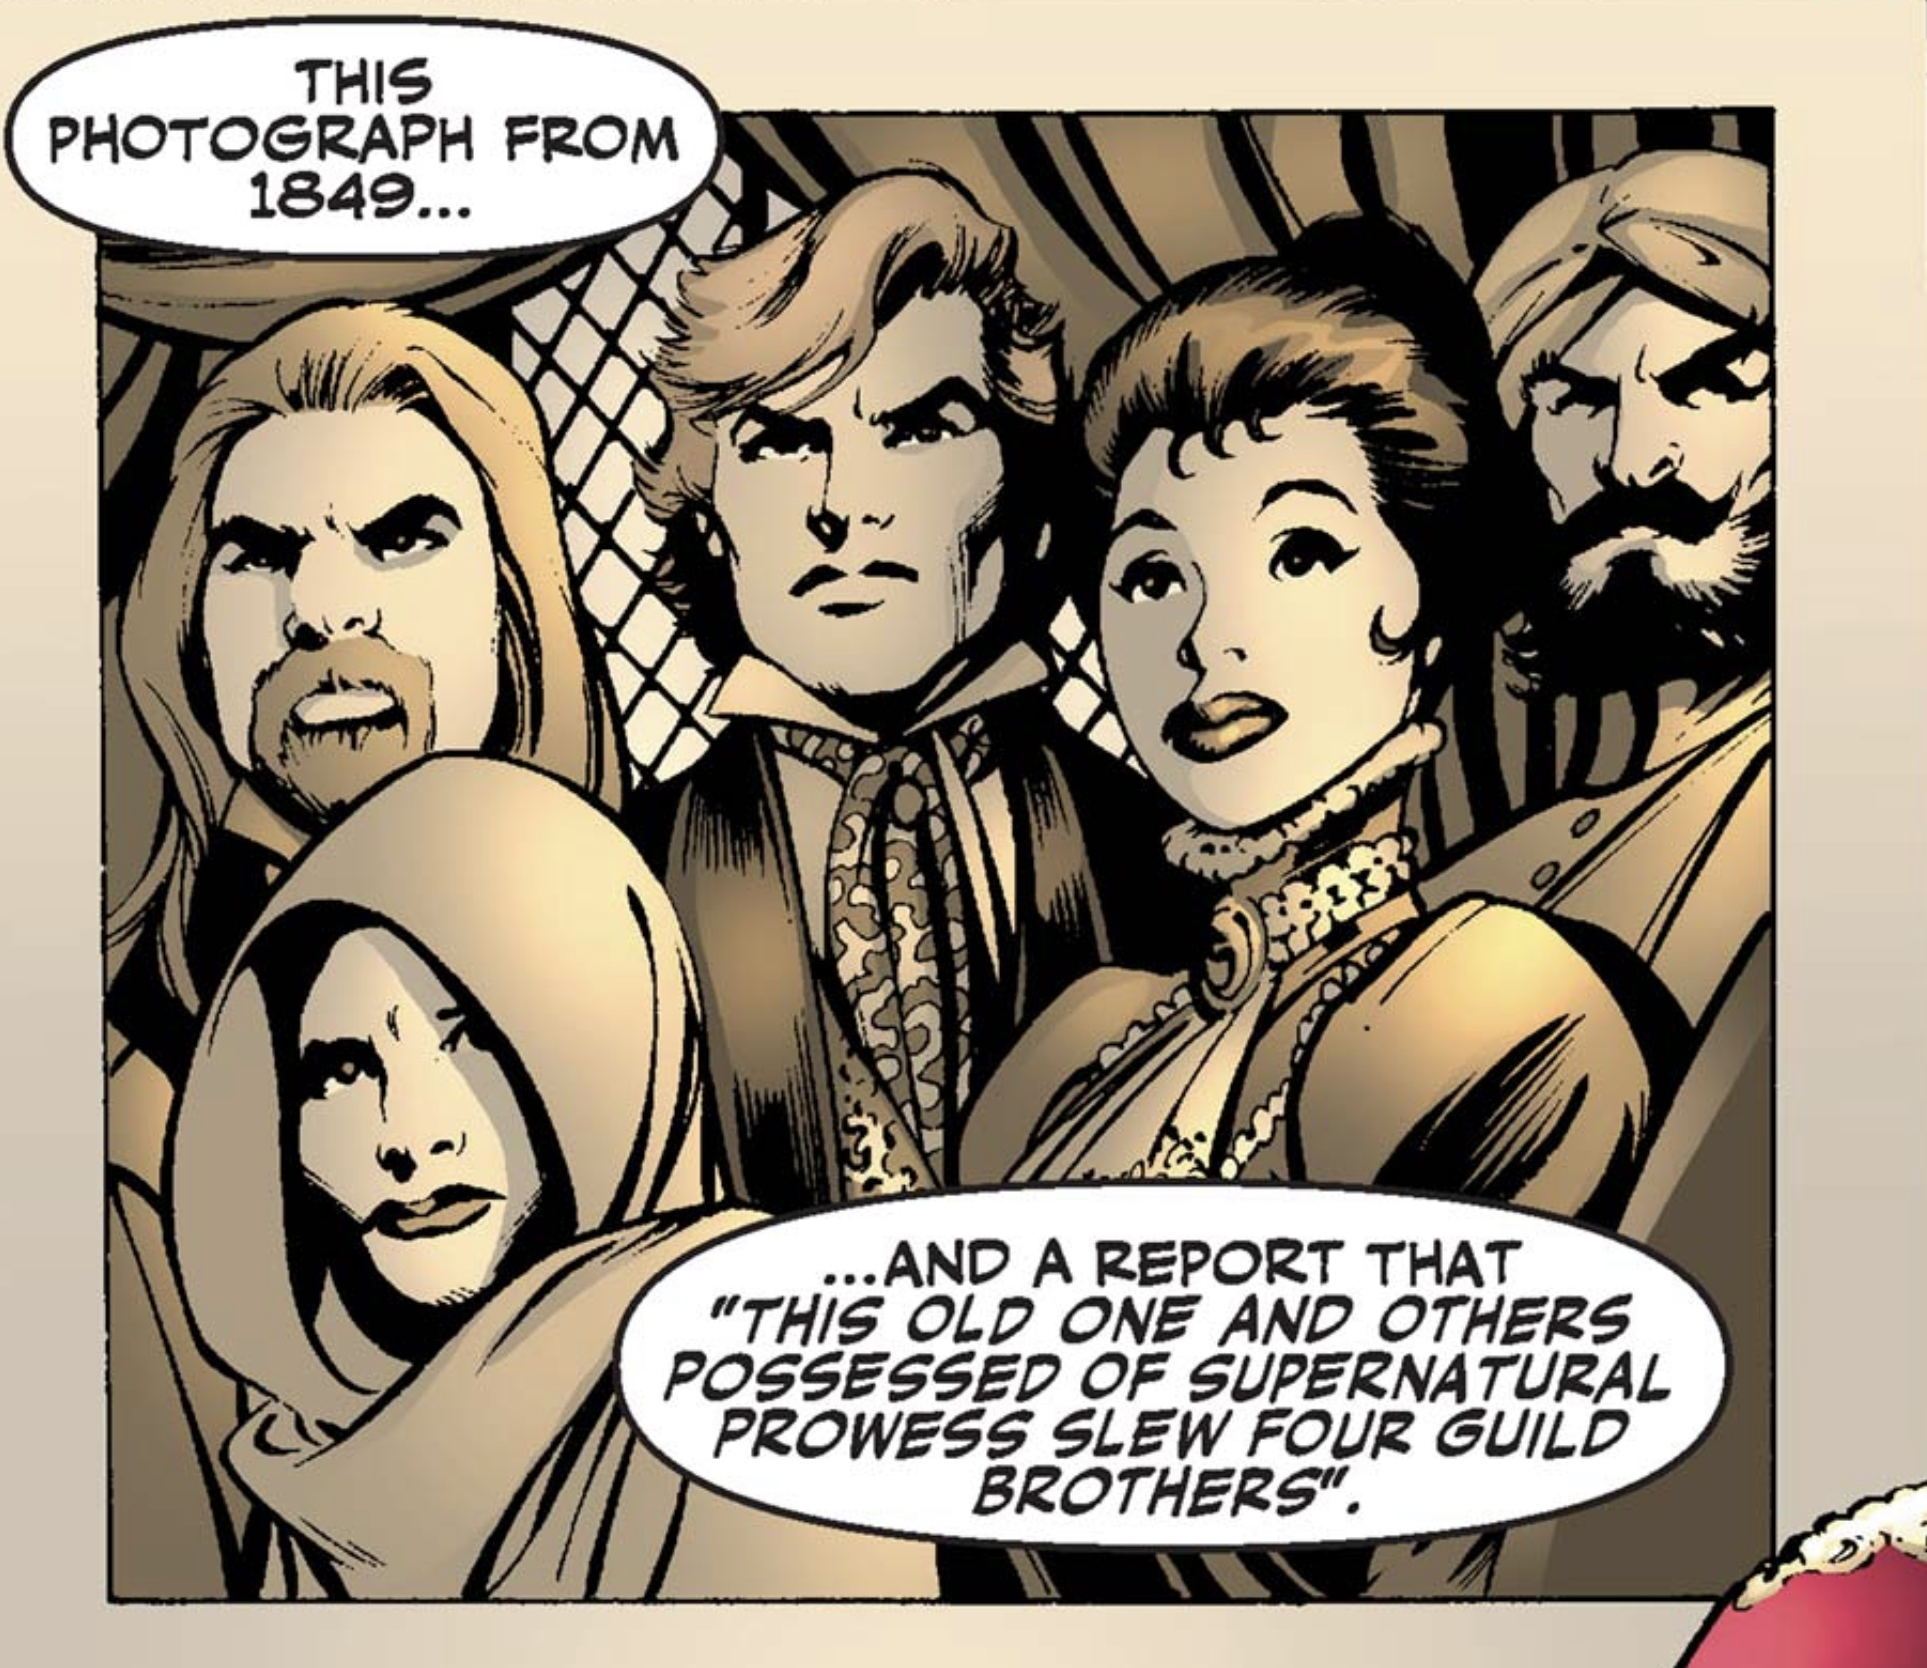 THIS
PHOTOGRAPH FROM
1849...
...AND A REPORT THAT
"THIS OLD ONE AND OTHERS
POSSESSED OF SUPERNATURAL
PROWESS SLEW FOUR GUILD
BROTHERS".